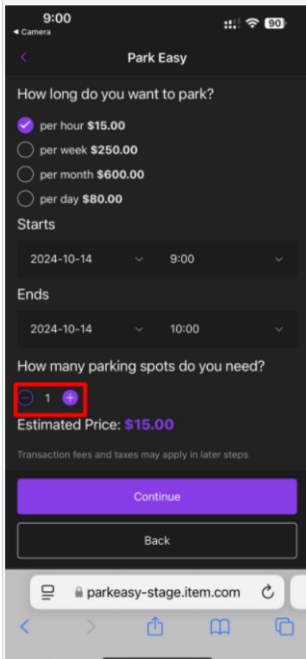 9:00
90
◄ Camera
Park Easy
How long do you want to park?
per hour $15.00
per week $250.00
per month $600.00
per day $80.00
Starts
2024-10-14 9:00
Ends
2024-10-14 10:00
How many parking spots do you need?
1
Estimated Price: $15.00
Transaction fees and taxes may apply in later steps
Continue
Back
parkeasy-stage.item.com